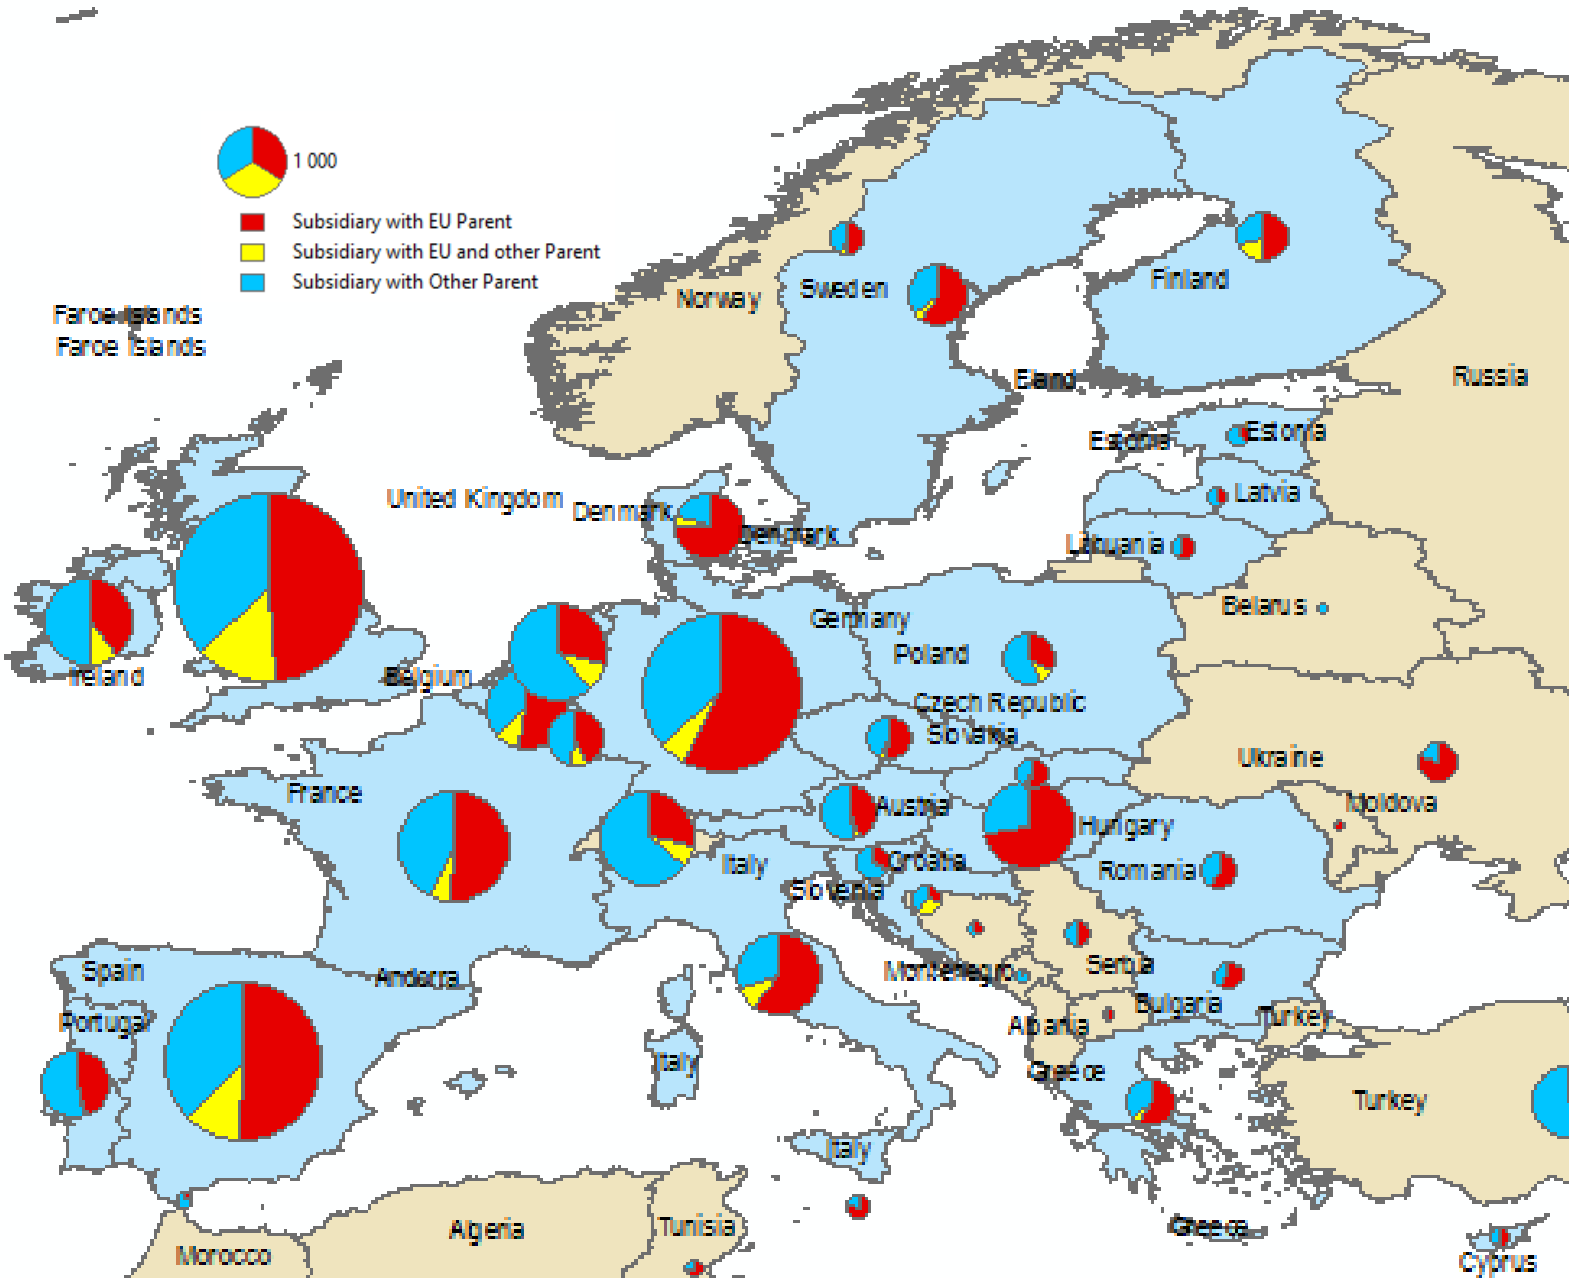 1 000
Subsidiary with EU Parent
Subsidiary with EU and other Parent
Subsidiary with Other Parent
Norway
Sweden
Finland
Faroe Islands
Faroe Islands
Russia
Estonia
Estonia
United Kingdom
Denmark
Denmark
Latvia
Lithuania
Belarus
Germany
Poland
Ireland
Belgium
Czech Republic
Slovakia
Ukraine
France
Austria
Moldova
Hungary
Italy
Croatia
Romania
Slovenia
Spain
Andorra
Montenegro
Serbia
Portugal
Albania
Bulgaria
Turkey
Italy
Greece
Turkey
Italy
Algeria
Tunisia
Greece
Morocco
Cyprus